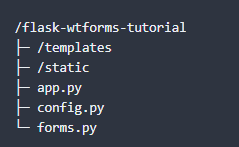 /flask-wtforms-tutorial
├─ /templates
├─ /static
├─ app.py
├─ config.py
└─ forms.py